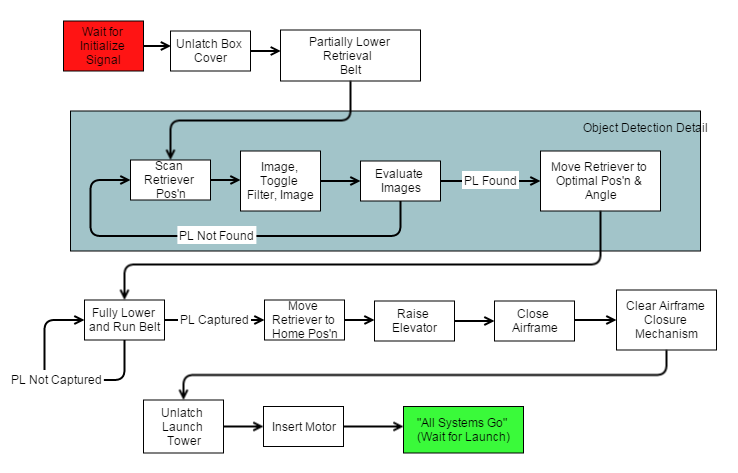 Wait for
Initialize
Signal
Unlatch Box
Cover
Partially Lower
Retrieval
Belt
Object Detection Detail
Scan
Retriever
Pos'n
Image,
Toggle
Filter, Image
Evaluate
Images
PL Found
Move Retriever to
Optimal Pos'n &
Angle
PL Not Found
Fully Lower
and Run Belt
PL Captured
Move
Retriever to
Home Pos'n
Raise
Elevator
Close
Airframe
Clear Airframe
Closure
Mechanism
PL Not Captured
Unlatch
Launch
Tower
Insert Motor
"All Systems Go"
(Wait for Launch)